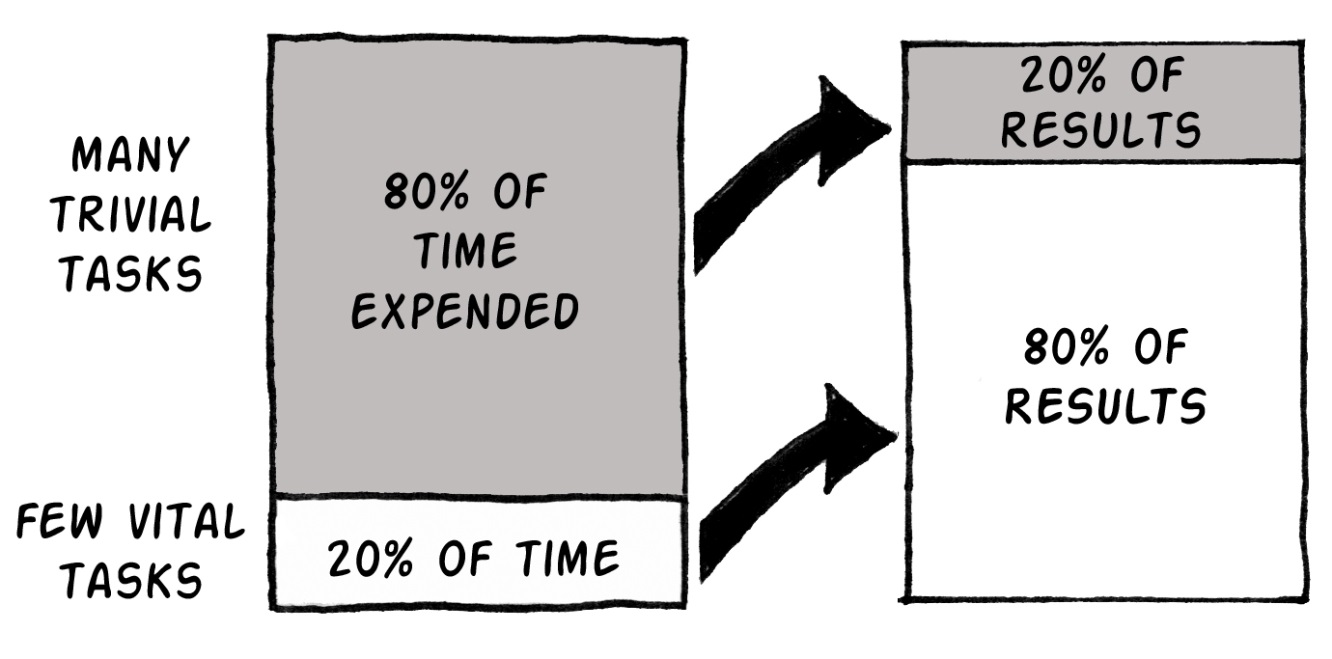 MANY
TRIVIAL
TASKS
80% OF
TIME
EXPENDED
FEW VITAL
TASKS
20% OF TIME
20% OF
RESULTS
80% OF
RESULTS